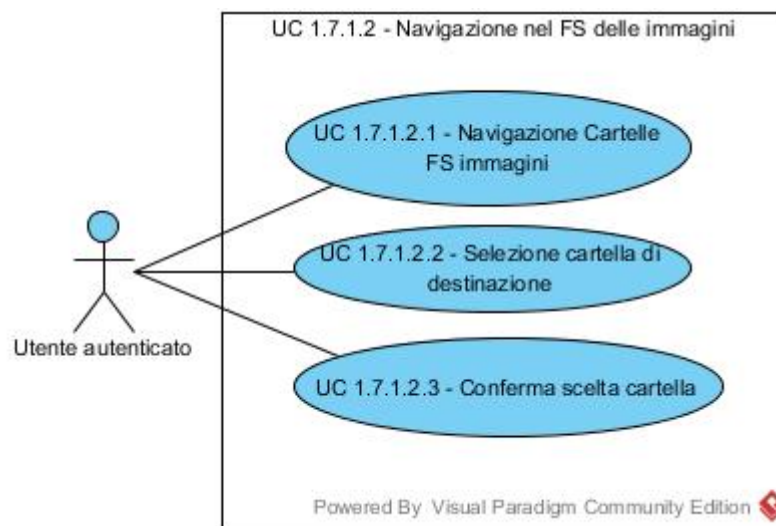 UC 1.7.1.2 - Navigazione nel FS delle immagini
UC 1.7.1.2.1 - Navigazione Cartelle
FS immagini
UC 1.7.1.2.2 - Selezione cartella di
destinazione
Utente autenticato
UC 1.7.1.2.3 - Conferma scelta cartella
Powered By Visual Paradigm Community Edition